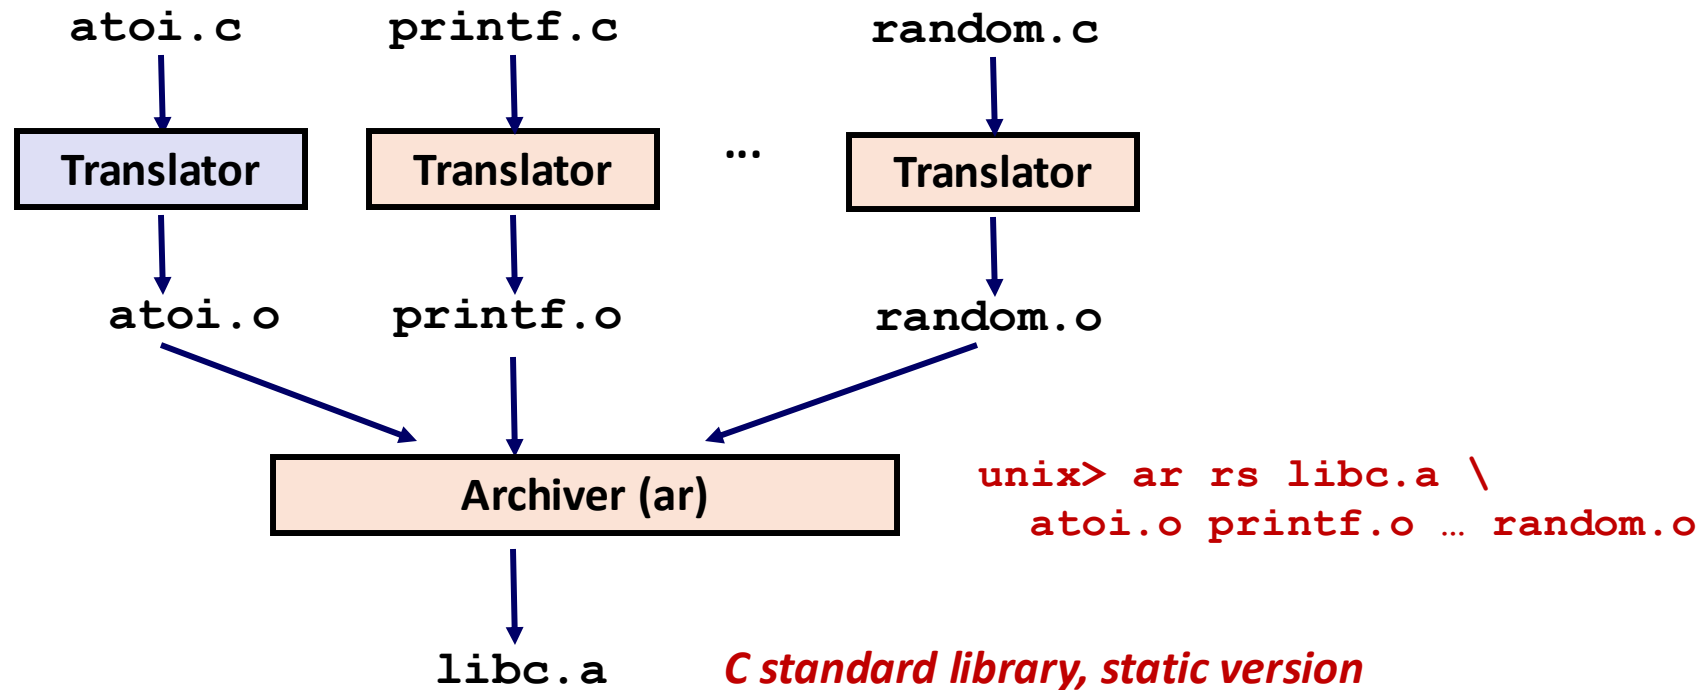 atoi.c printf.c random.c
Translator Translator ... Translator
atoi.o printf.o random.o
Archiver (ar)
unix> ar rs libc.a \
atoi.o printf.o … random.o
libc.a C standard library, static version